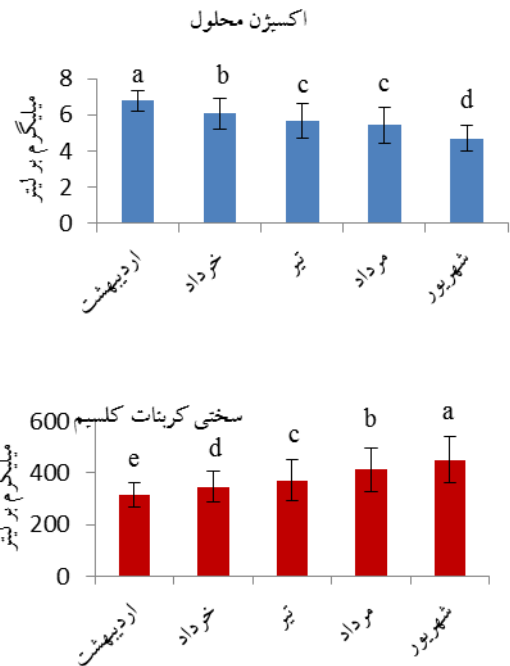 اکسیژن محلول
میلیگرم بر لیتر
8
6
4
2
0
a b c c d
اردیبهشت خرداد تیر مرداد شهریور
سختی کربنات کلسیم
میلیگرم بر لیتر
600
400
200
0
e d c b a
اردیبهشت خرداد تیر مرداد شهریور